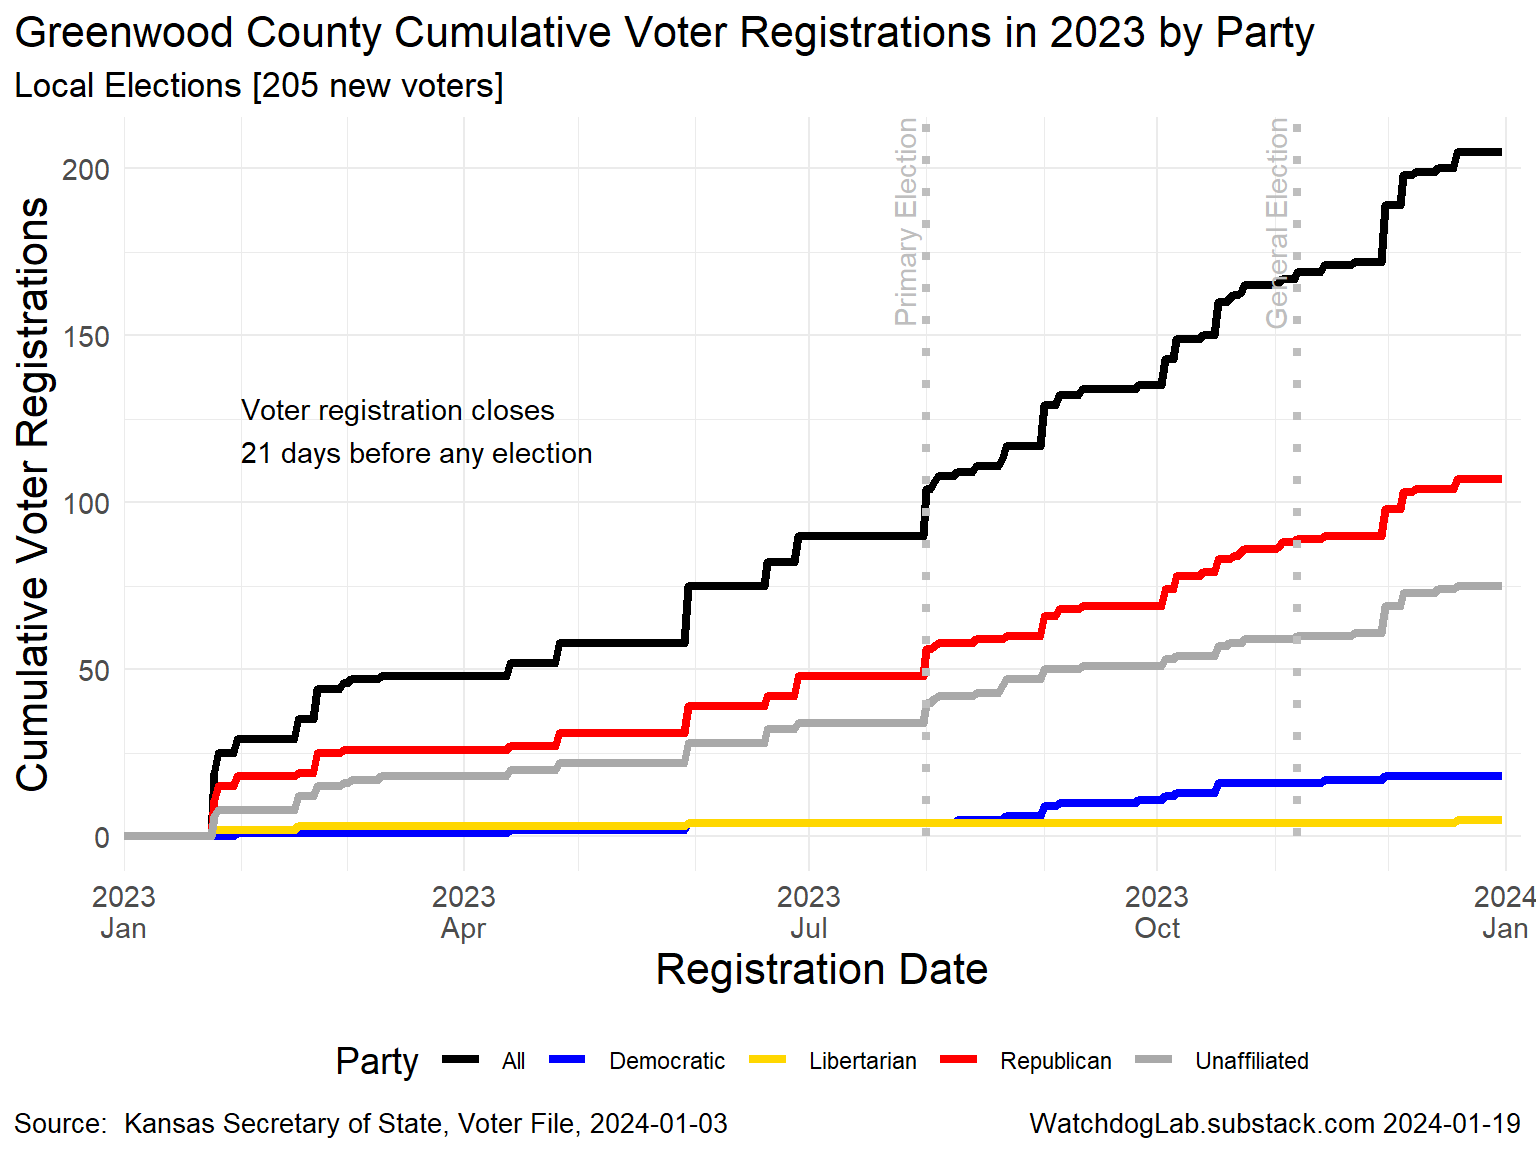 Greenwood County Cumulative Voter Registrations in 2023 by Party
Local Elections [205 new voters]
Cumulative Voter Registrations
200
150
100
50
0
Primary Election
General Election
Voter registration closes
21 days before any election
2023 2023 2023 2023 2024
Jan Apr Jul Oct Jan
Registration Date
Party All Democratic Libertarian Republican Unaffiliated
Source:  Kansas Secretary of State, Voter File, 2024-01-03
WatchdogLab.substack.com 2024-01-19